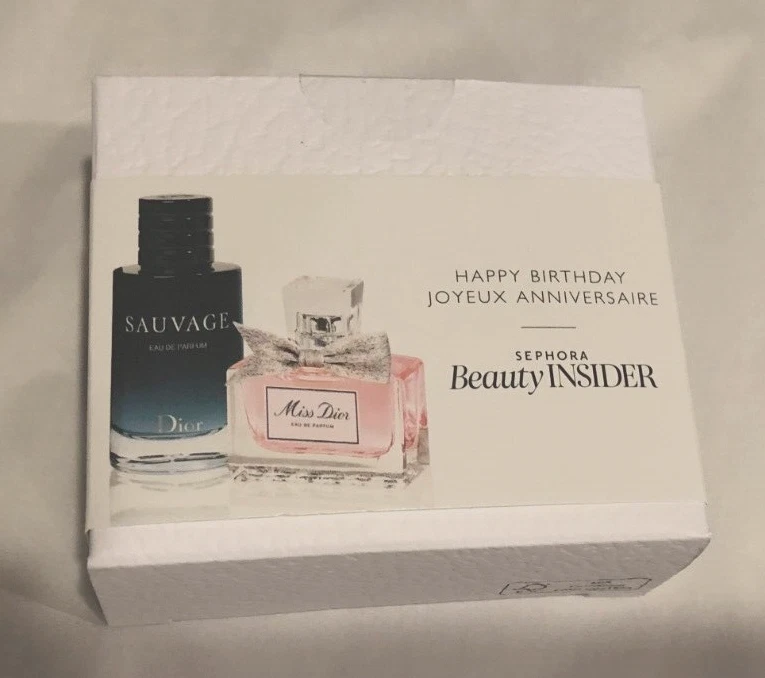 SAUVAGE
EAU DE PARFUM
Dior
Miss Dior
EAU DE PARFUM
HAPPY BIRTHDAY
JOYEUX ANNIVERSAIRE
SEPHORA
Beauty INSIDER